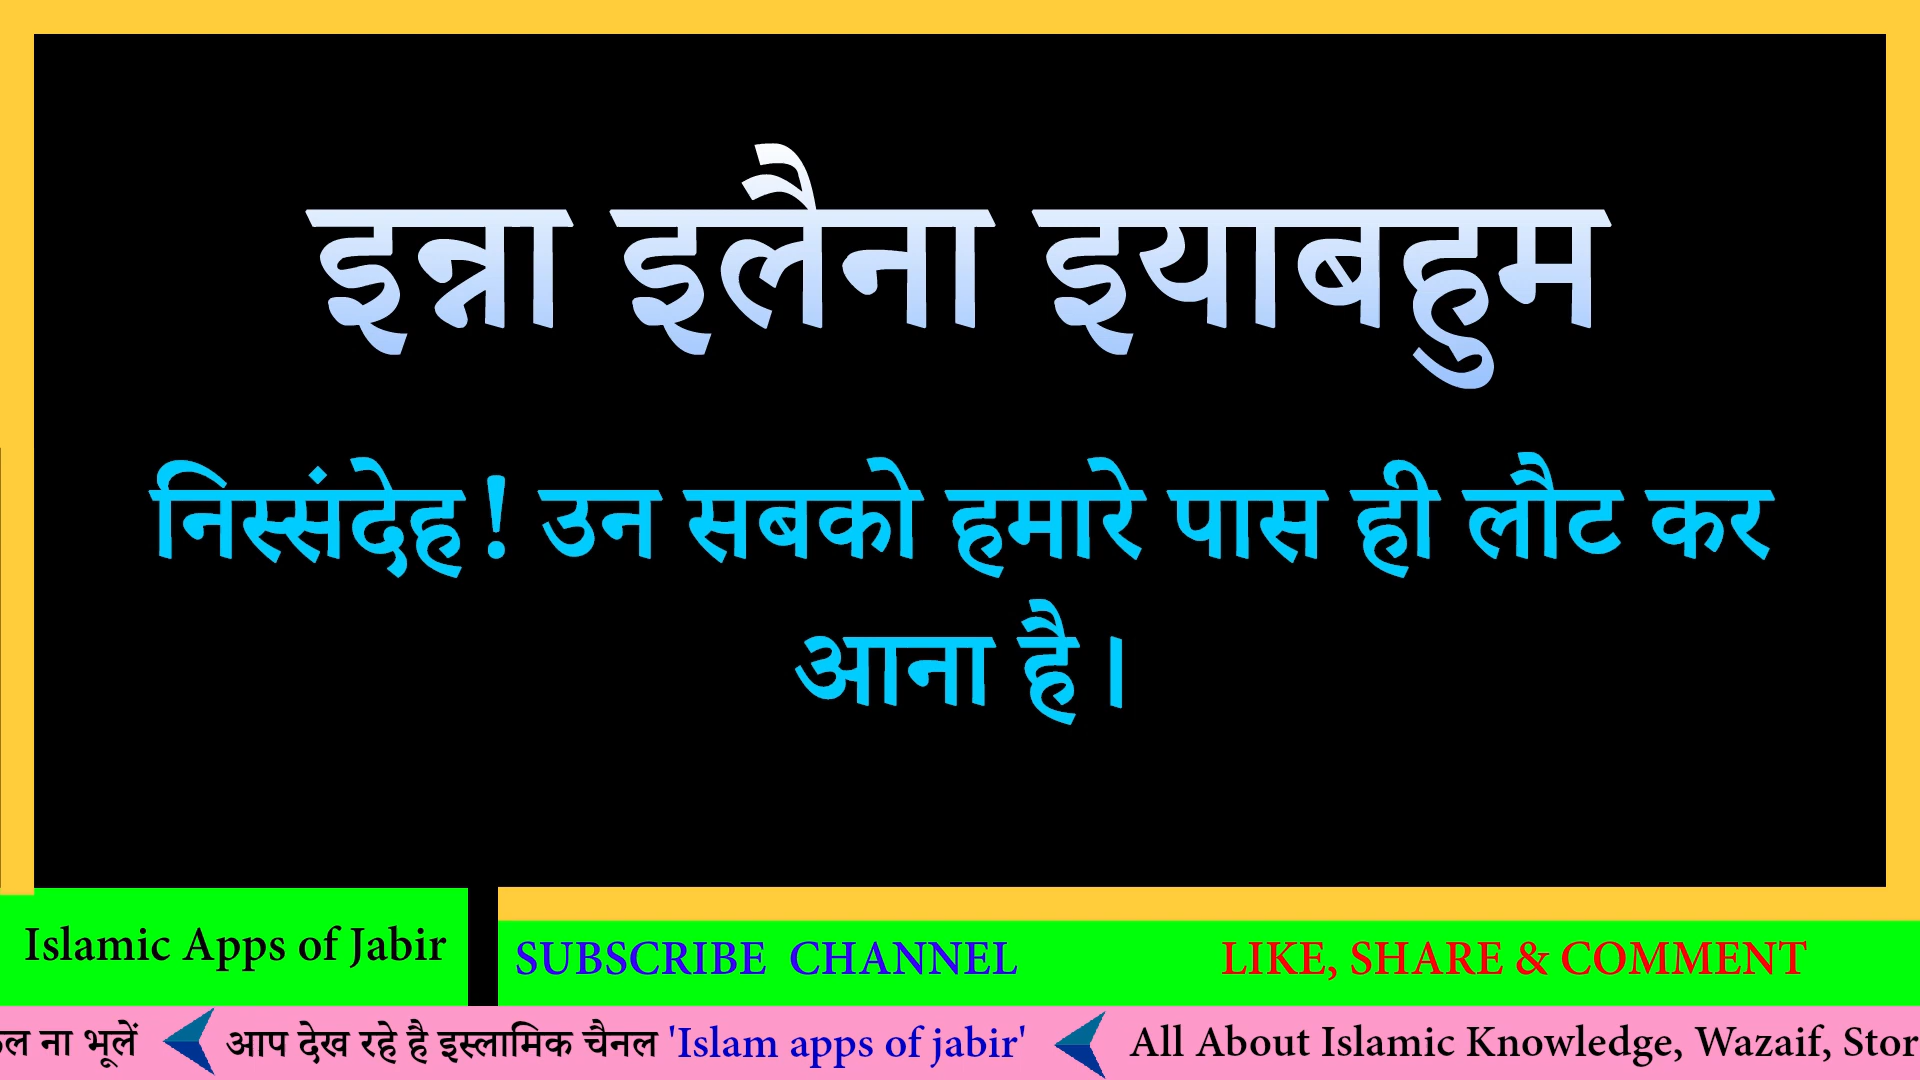 इन्ना इलैना इयाबहुम
निस्संदेह! उन सबको हमारे पास ही लौट कर
आना है।
Islamic Apps of Jabir
SUBSCRIBE CHANNEL
LIKE, SHARE & COMMENT
ना भूलें आप देख रहे है इस्लामिक चैनल 'Islam apps of jabir' All About Islamic Knowledge, Wazaif,